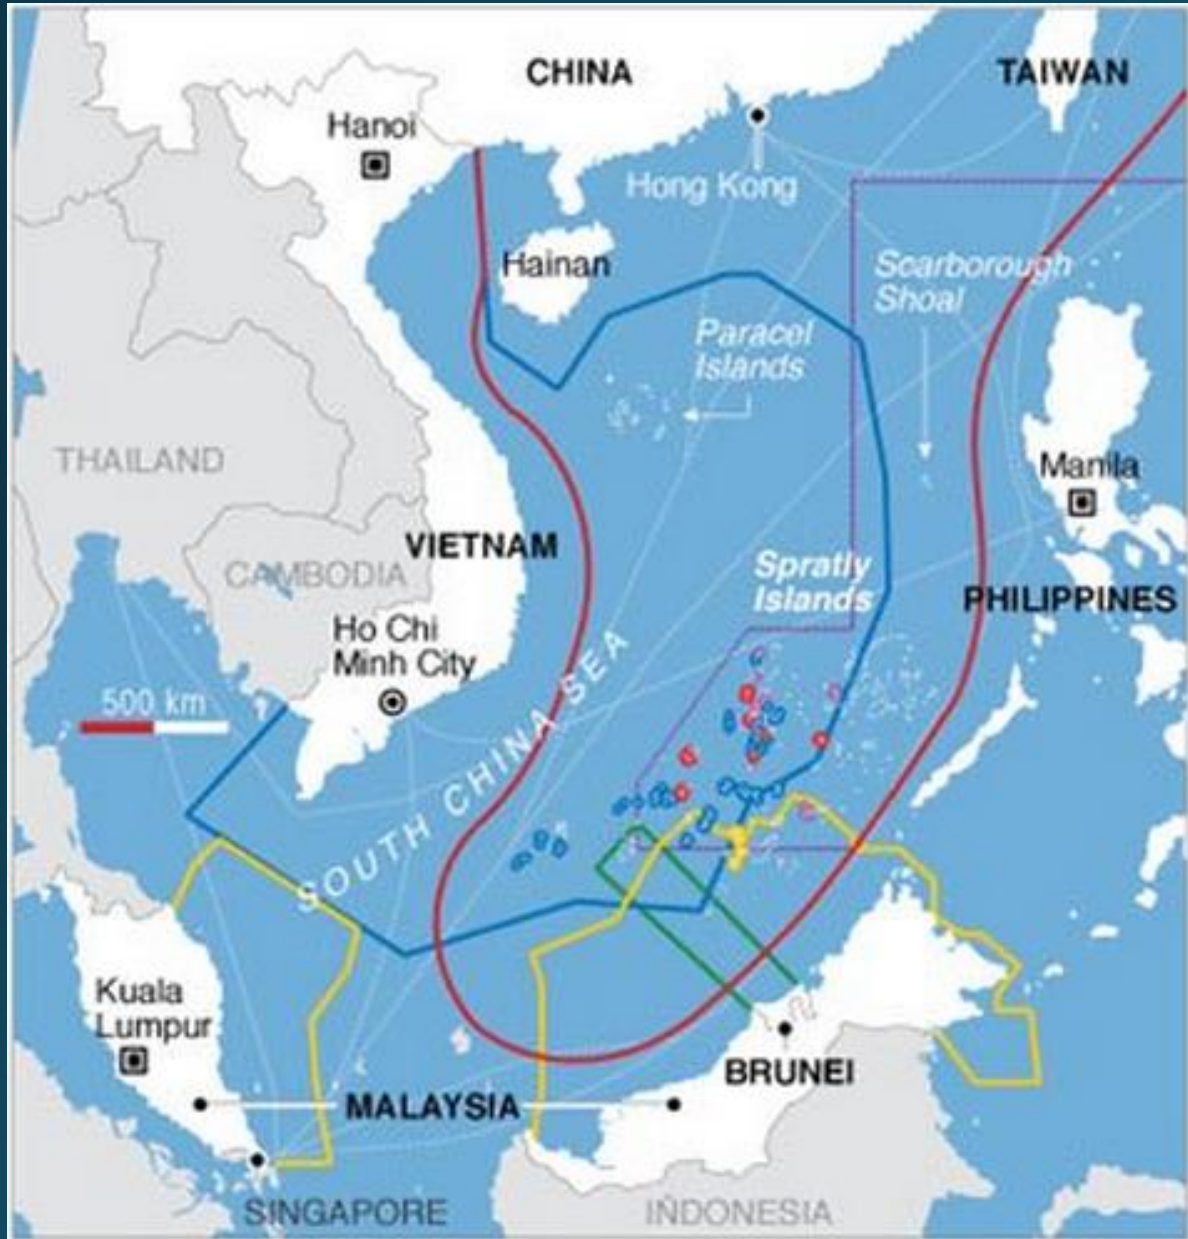 CHINA
TAIWAN
Hanoi
Hong Kong
Hainan
Scarborough
Shoal
Paracel
Islands
THAILAND
Manila
VIETNAM
CAMBODIA
Spratly
Islands
PHILIPPINES
Ho Chi
Minh City
500 km
SOUTH CHINA SEA
Kuala
Lumpur
BRUNEI
MALAYSIA
SINGAPORE
INDONESIA